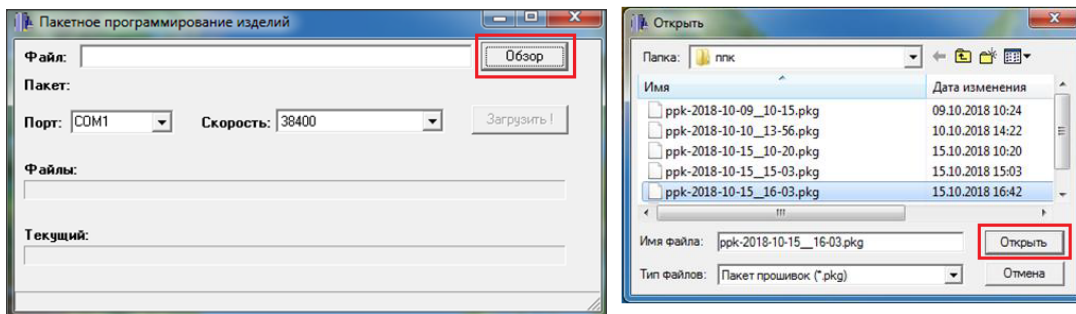 Пакетное программирование изделий
Файл: Обзор
Пакет:
Порт: COM1 Скорость: 38400 Загрузить !
Файлы:
Текущий:
Открыть
Папка: ппк
Имя Дата изменения
ppk-2018-10-09__10-15.pkg 09.10.2018 10:24
ppk-2018-10-10__13-56.pkg 10.10.2018 14:22
ppk-2018-10-15__10-20.pkg 15.10.2018 10:20
ppk-2018-10-15__15-03.pkg 15.10.2018 15:03
ppk-2018-10-15__16-03.pkg 15.10.2018 16:42
Имя файла: ppk-2018-10-15__16-03.pkg Открыть
Тип файлов: Пакет прошивок (*.pkg) Отмена